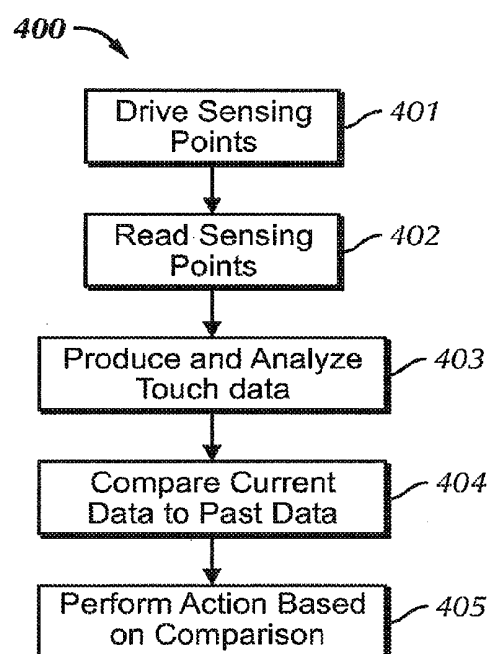 400
Drive Sensing
Points
401
Read Sensing
Points
402
Produce and Analyze
Touch data
403
Compare Current
Data to Past Data
404
Perform Action Based
on Comparison
405